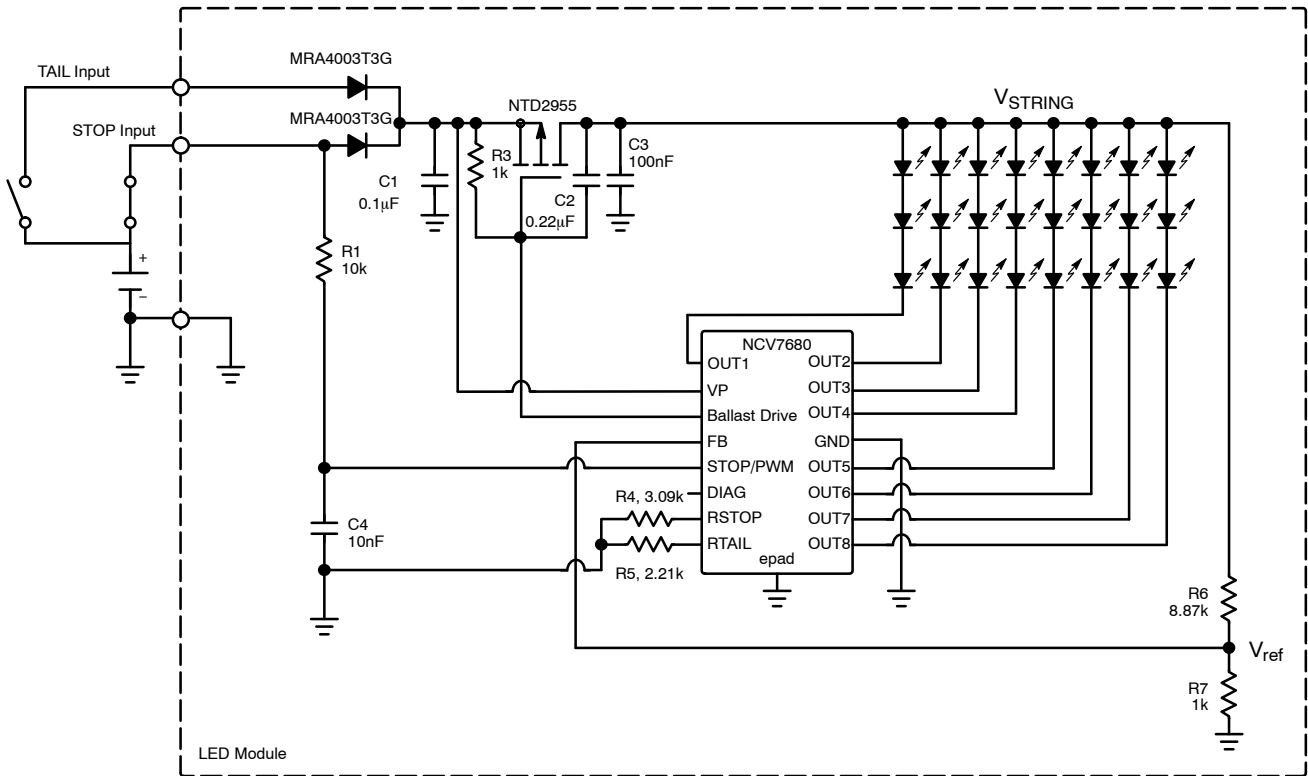 MRA4003T3G
TAIL Input
NTD2955
VSTRING
MRA4003T3G
STOP Input
R3
1k
C3
100nF
C1
0.1μF
C2
0.22μF
+
−
R1
10k
NCV7680
OUT1
OUT2
VP
OUT3
Ballast Drive
OUT4
FB
GND
STOP/PWM
OUT5
R4, 3.09k
DIAG
OUT6
RSTOP
OUT7
RTAIL
OUT8
epad
C4
10nF
R5, 2.21k
R6
8.87k
Vref
R7
1k
LED Module